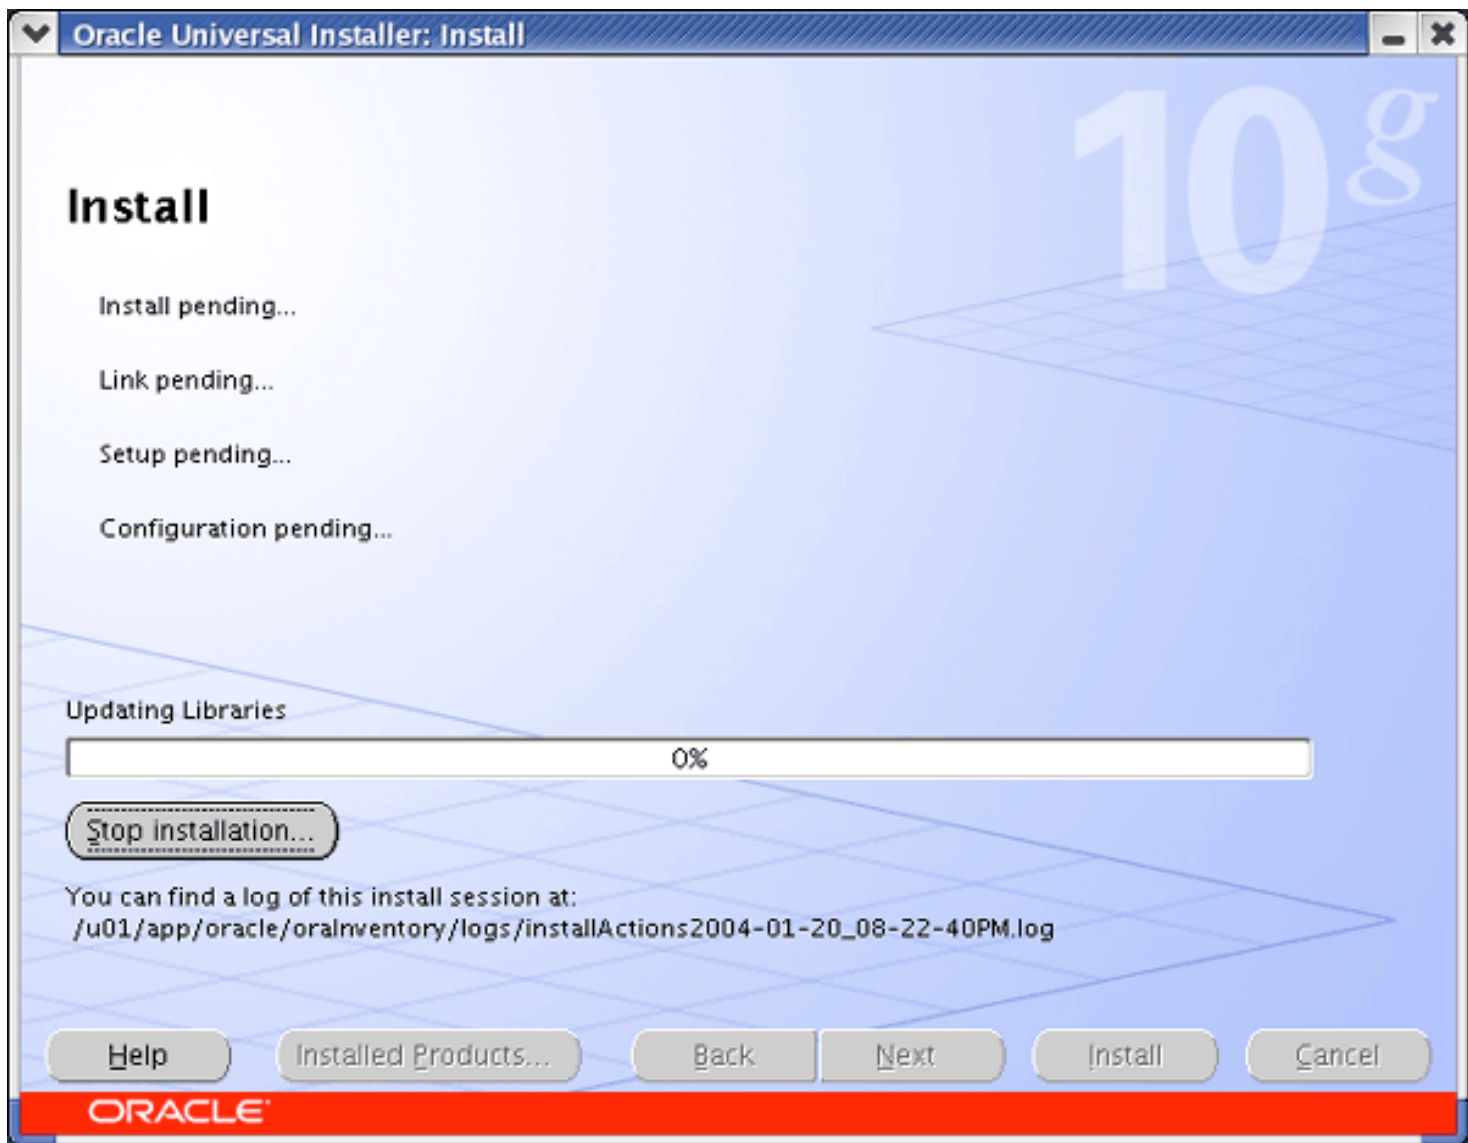 Oracle Universal Installer: Install
10g
Install
Install pending...
Link pending...
Setup pending...
Configuration pending...
Updating Libraries
0%
Stop installation...
You can find a log of this install session at:
/u01/app/oracle/oraInventory/logs/installActions2004-01-20_08-22-40PM.log
Help Installed Products... Back Next Install Cancel
ORACLE